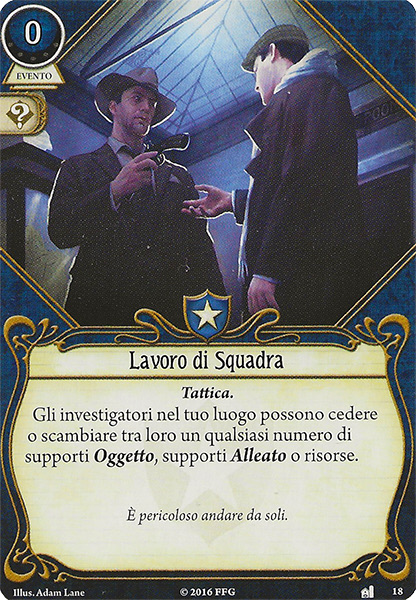 0
EVENTO
?
Lavoro di Squadra
Tattica.
Gli investigatori nel tuo luogo possono cedere
o scambiare tra loro un qualsiasi numero di
supporti Oggetto, supporti Alleato o risorse.
È pericoloso andare da soli.
Illus. Adam Lane © 2016 FFG 18